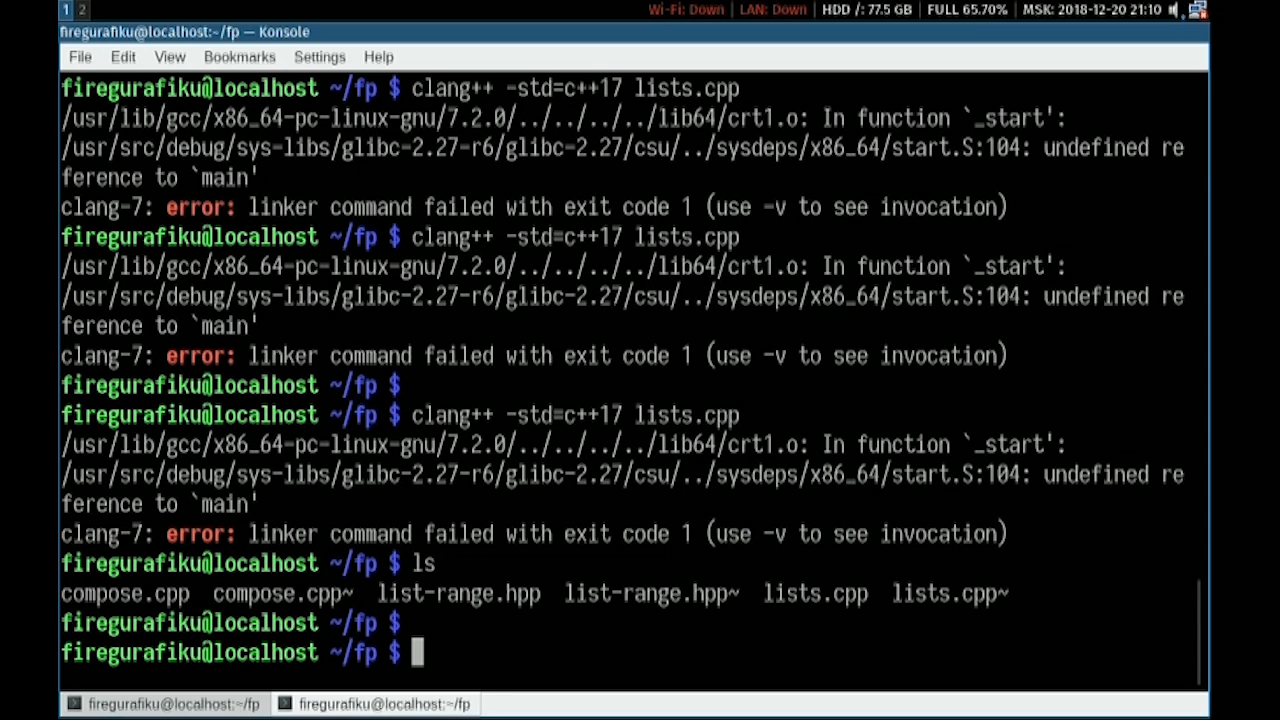 1 2 Wi-Fi: Down | LAN: Down | HDD /: 77.5 GB | FULL 65.70% | MSK: 2018-12-20 21:10
firegurafiku@localhost:~/fp — Konsole
File Edit View Bookmarks Settings Help
firegurafiku@localhost ~/fp $ clang++ -std=c++17 lists.cpp
/usr/lib/gcc/x86_64-pc-linux-gnu/7.2.0/../../../../lib64/crt1.o: In function `_start':
/usr/src/debug/sys-libs/glibc-2.27-r6/glibc-2.27/csu/../sysdeps/x86_64/start.S:104: undefined re
ference to `main'
clang-7: error: linker command failed with exit code 1 (use -v to see invocation)
firegurafiku@localhost ~/fp $ clang++ -std=c++17 lists.cpp
/usr/lib/gcc/x86_64-pc-linux-gnu/7.2.0/../../../../lib64/crt1.o: In function `_start':
/usr/src/debug/sys-libs/glibc-2.27-r6/glibc-2.27/csu/../sysdeps/x86_64/start.S:104: undefined re
ference to `main'
clang-7: error: linker command failed with exit code 1 (use -v to see invocation)
firegurafiku@localhost ~/fp $
firegurafiku@localhost ~/fp $ clang++ -std=c++17 lists.cpp
/usr/lib/gcc/x86_64-pc-linux-gnu/7.2.0/../../../../lib64/crt1.o: In function `_start':
/usr/src/debug/sys-libs/glibc-2.27-r6/glibc-2.27/csu/../sysdeps/x86_64/start.S:104: undefined re
ference to `main'
clang-7: error: linker command failed with exit code 1 (use -v to see invocation)
firegurafiku@localhost ~/fp $ ls
compose.cpp compose.cpp~ list-range.hpp list-range.hpp~ lists.cpp lists.cpp~
firegurafiku@localhost ~/fp $
firegurafiku@localhost ~/fp $
firegurafiku@localhost:~/fp firegurafiku@localhost:~/fp